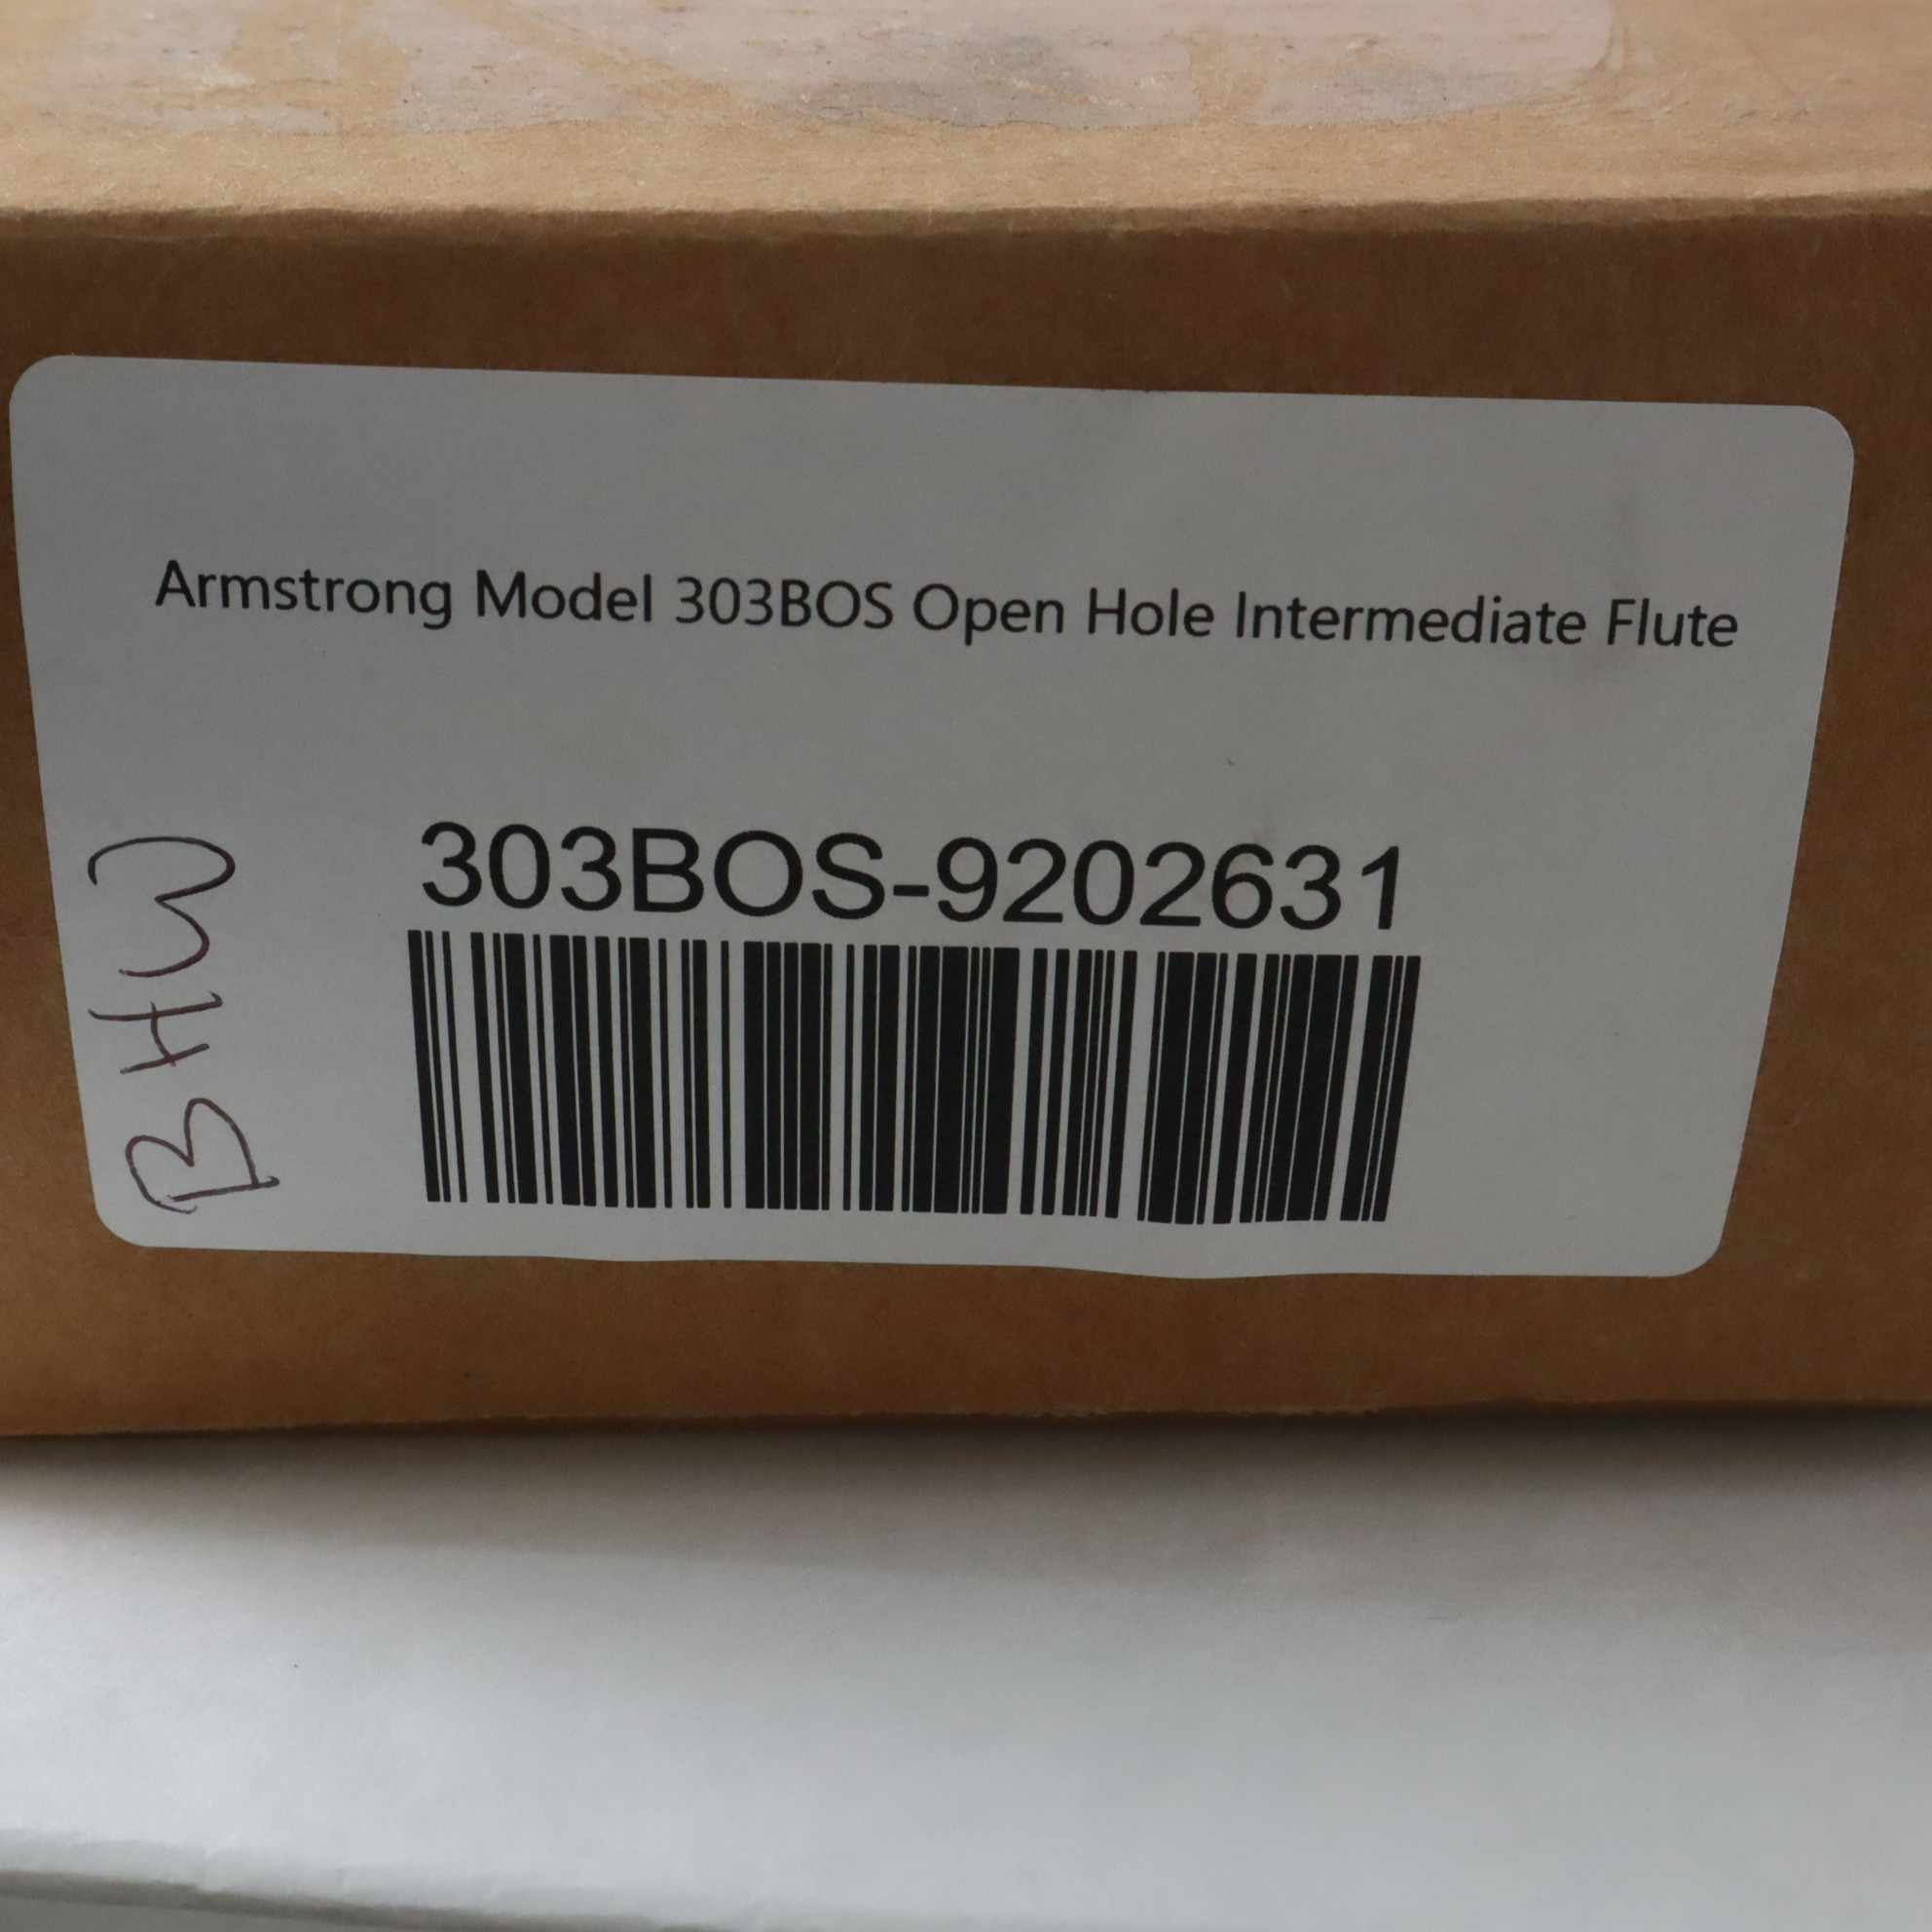 Armstrong Model 303BOS Open Hole Intermediate Flute
303BOS-9202631
BHW